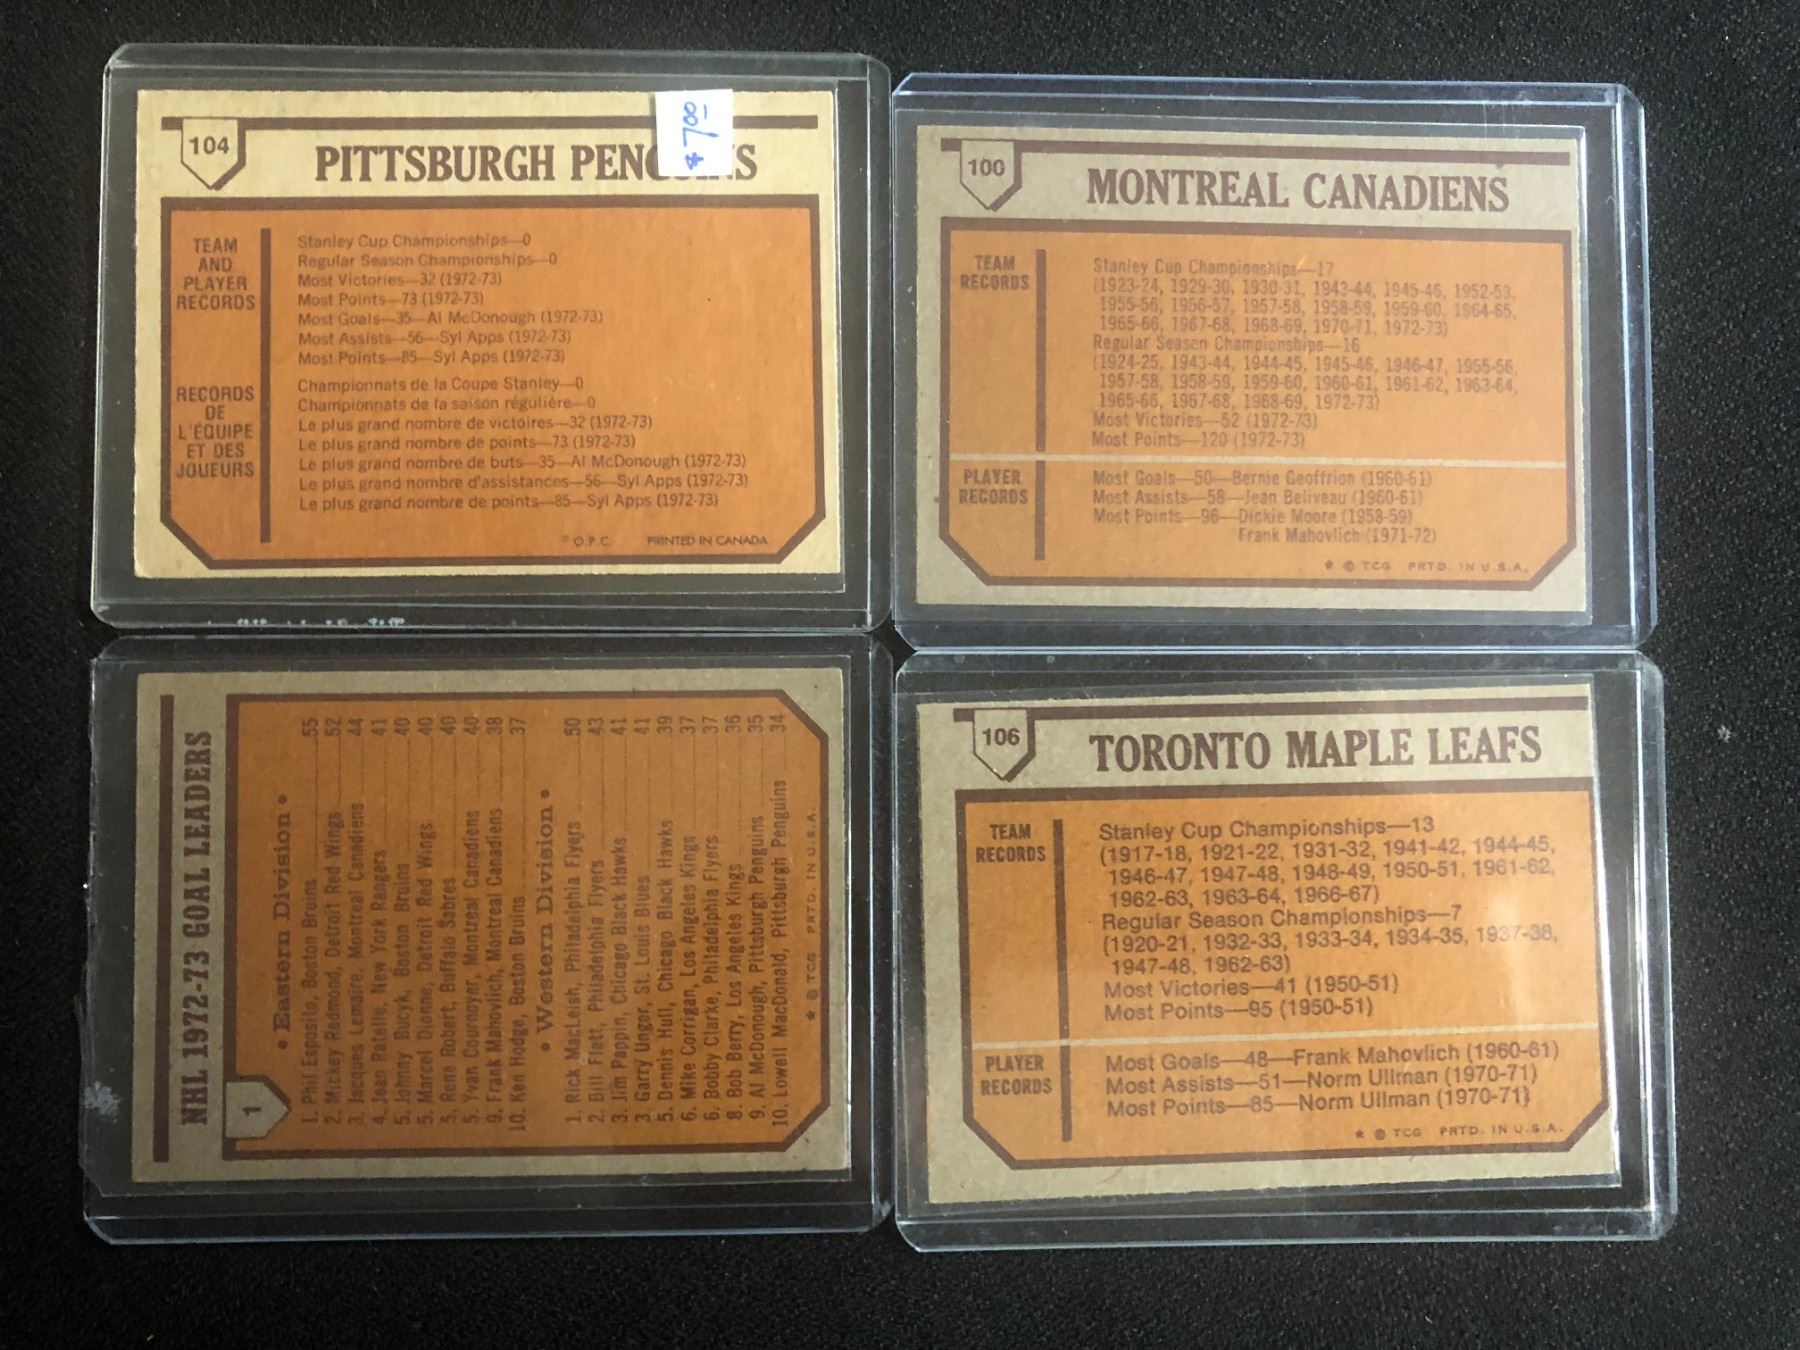 104
PITTSBURGH PENGUINS
$7.00
TEAM
AND
PLAYER
RECORDS
Stanley Cup Championships—0
Regular Season Championships—0
Most Victories—32 (1972-73)
Most Points—73 (1972-73)
Most Goals—35—Al McDonough (1972-73)
Most Assists—56—Syl Apps (1972-73)
Most Points—85—Syl Apps (1972-73)
RECORDS
DE
L'ÉQUIPE
ET DES
JOUEURS
Championnats de la Coupe Stanley—0
Championnats de la saison régulière—0
Le plus grand nombre de victoires—32 (1972-73)
Le plus grand nombre de points—73 (1972-73)
Le plus grand nombre de buts—35—Al McDonough (1972-73)
Le plus grand nombre d'assistances—56—Syl Apps (1972-73)
Le plus grand nombre de points—85—Syl Apps (1972-73)
© O.P.C. PRINTED IN CANADA
100
MONTREAL CANADIENS
TEAM
RECORDS
Stanley Cup Championships—17
(1923-24, 1929-30, 1930-31, 1943-44, 1945-46, 1952-53,
1955-56, 1956-57, 1957-58, 1958-59, 1959-60, 1964-65,
1965-66, 1967-68, 1968-69, 1970-71, 1972-73)
Regular Season Championships—16
(1924-25, 1943-44, 1944-45, 1945-46, 1946-47, 1955-56,
1957-58, 1958-59, 1959-60, 1960-61, 1961-62, 1963-64,
1965-66, 1967-68, 1968-69, 1972-73)
Most Victories—52 (1972-73)
Most Points—120 (1972-73)
PLAYER
RECORDS
Most Goals—50—Bernie Geoffrion (1960-61)
Most Assists—58—Jean Beliveau (1960-61)
Most Points—96—Dickie Moore (1958-59)
Frank Mahovlich (1971-72)
* © TCG PRTD. IN U.S.A.
1
NHL 1972-73 GOAL LEADERS
• Eastern Division •
1. Phil Esposito, Boston Bruins 55
2. Mickey Redmond, Detroit Red Wings 52
3. Jacques Lemaire, Montreal Canadiens 44
4. Jean Ratelle, New York Rangers 41
5. Johnny Bucyk, Boston Bruins 40
5. Marcel Dionne, Detroit Red Wings 40
5. Rene Robert, Buffalo Sabres 40
5. Yvan Cournoyer, Montreal Canadiens 40
9. Frank Mahovlich, Montreal Canadiens 38
10. Ken Hodge, Boston Bruins 37
• Western Division •
1. Rick MacLeish, Philadelphia Flyers 50
2. Bill Flett, Philadelphia Flyers 43
3. Jim Pappin, Chicago Black Hawks 41
3. Garry Unger, St. Louis Blues 41
5. Dennis Hull, Chicago Black Hawks 39
6. Mike Corrigan, Los Angeles Kings 37
6. Bobby Clarke, Philadelphia Flyers 37
8. Bob Berry, Los Angeles Kings 36
9. Al McDonough, Pittsburgh Penguins 35
10. Lowell MacDonald, Pittsburgh Penguins 34
* © TCG PRTD. IN U.S.A.
106
TORONTO MAPLE LEAFS
TEAM
RECORDS
Stanley Cup Championships—13
(1917-18, 1921-22, 1931-32, 1941-42, 1944-45,
1946-47, 1947-48, 1948-49, 1950-51, 1961-62,
1962-63, 1963-64, 1966-67)
Regular Season Championships—7
(1920-21, 1932-33, 1933-34, 1934-35, 1937-38,
1947-48, 1962-63)
Most Victories—41 (1950-51)
Most Points—95 (1950-51)
PLAYER
RECORDS
Most Goals—48—Frank Mahovlich (1960-61)
Most Assists—51—Norm Ullman (1970-71)
Most Points—85—Norm Ullman (1970-71)
* © TCG PRTD. IN U.S.A.